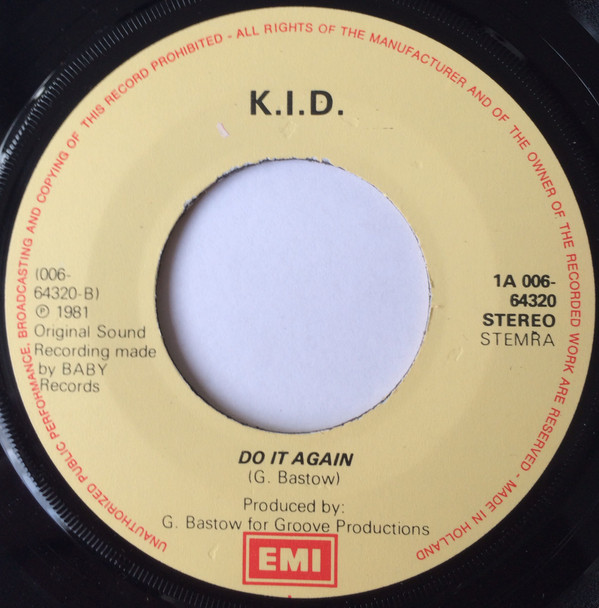 UNAUTHORIZED PUBLIC PERFORMANCE, BROADCASTING AND COPYING OF THIS RECORD PROHIBITED - ALL RIGHTS OF THE MANUFACTURER AND OF THE OWNER OF THE RECORDED WORK ARE RESERVED - MADE IN HOLLAND
K.I.D.
(006-
64320-B)
℗ 1981
Original Sound
Recording made
by BABY
Records
1A 006-
64320
STEREO
STEMRA
DO IT AGAIN
(G. Bastow)
Produced by:
G. Bastow for Groove Productions
EMI